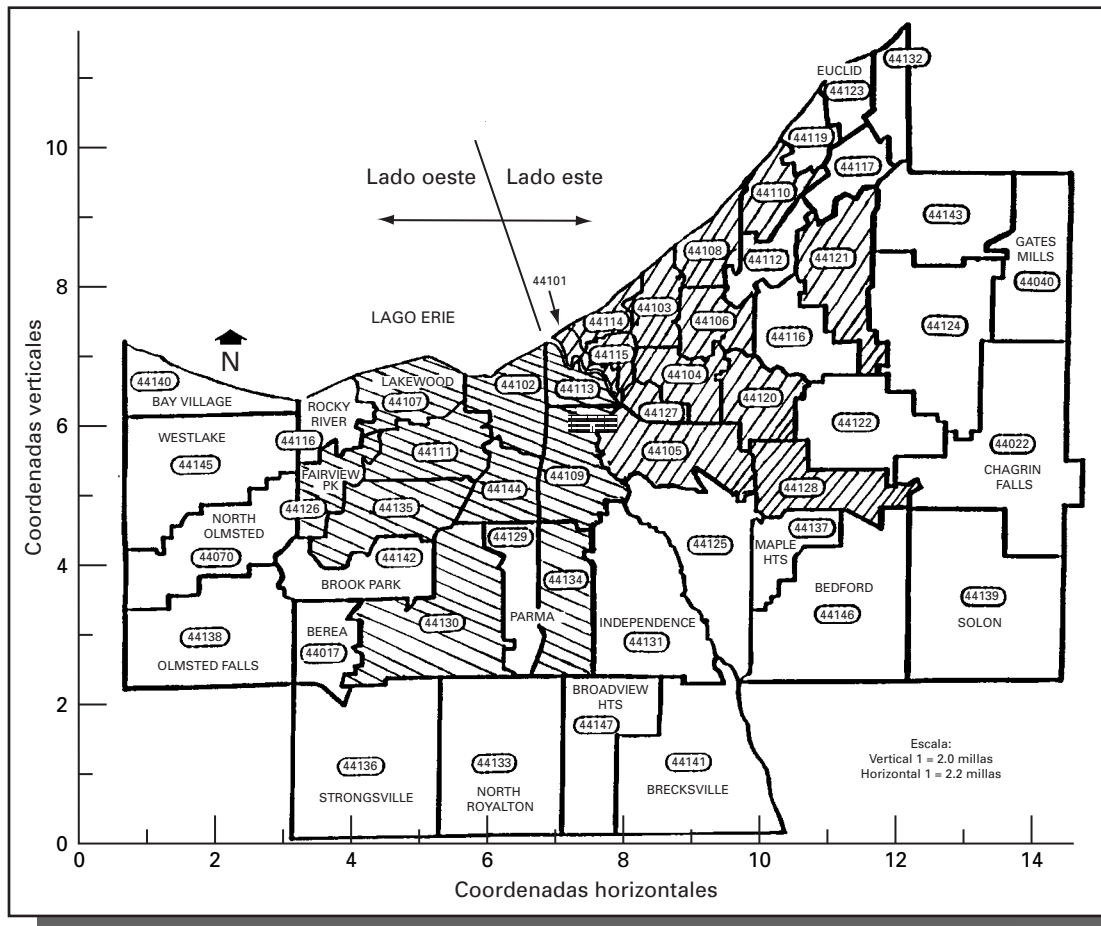 44132
EUCLID
44123
10
44119
44117
Lado oeste
Lado este
44110
44143
44108
44121
GATES
MILLS
44112
44040
8
44101
44103
LAGO ERIE
44114
44106
44124
N
44116
44115
44104
LAKEWOOD
44102
44113
44140
44107
44120
BAY VILLAGE
ROCKY
RIVER
44127
6
WESTLAKE
44116
44122
44111
44105
44022
44145
FAIRVIEW
PK
44109
CHAGRIN
FALLS
44144
44128
44126
44135
NORTH
OLMSTED
44137
44129
44125
MAPLE
HTS
44070
44142
4
BROOK PARK
44134
BEDFORD
44139
44146
PARMA
44130
INDEPENDENCE
SOLON
44138
BEREA
44131
OLMSTED FALLS
44017
BROADVIEW
HTS
2
44147
Escala:
Vertical 1 = 2.0 millas
Horizontal 1 = 2.2 millas
44136
44133
44141
STRONGSVILLE
NORTH
ROYALTON
BRECKSVILLE
0
0 2 4 6 8 10 12 14
Coordenadas horizontales
Coordenadas verticales